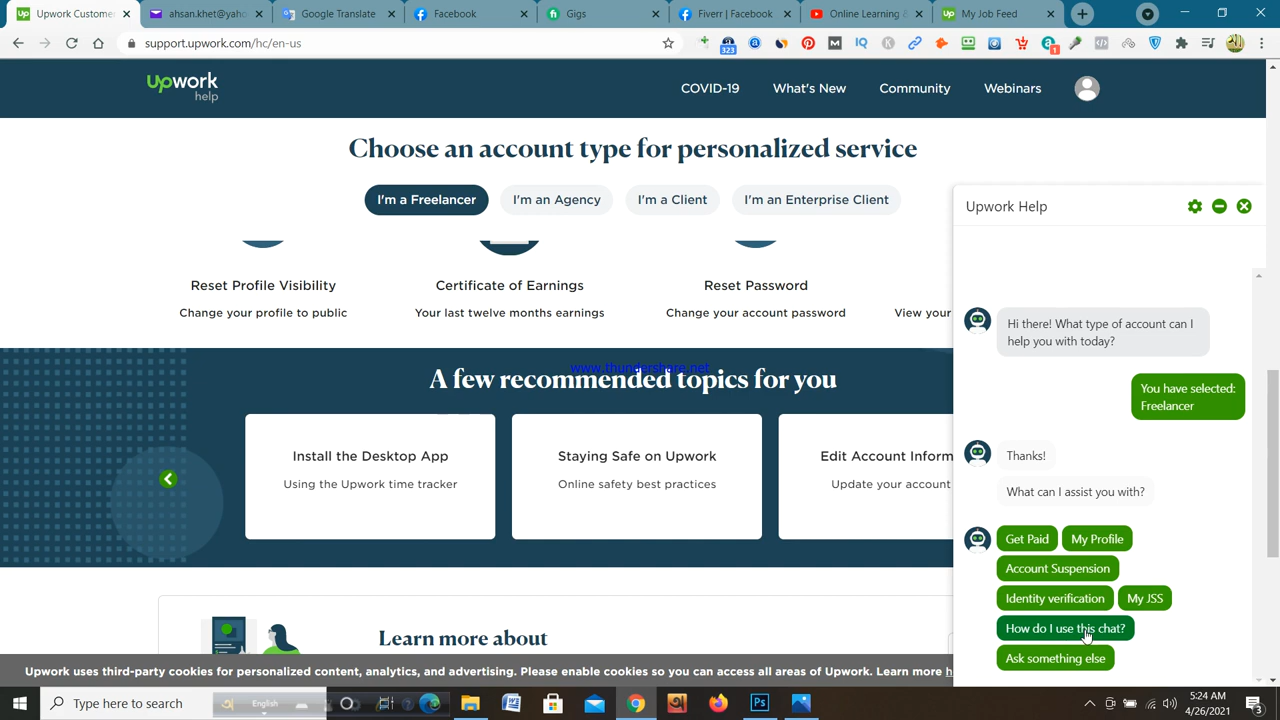 Upwork Custome
ahsan.khet@yaho
Google Translate
Facebook
Gigs
Fiverr | Facebook
Online Learning &
My Job Feed
support.upwork.com/hc/en-us
323
1
upwork
help
COVID-19
What's New
Community
Webinars
Choose an account type for personalized service
I'm a Freelancer
I'm an Agency
I'm a Client
I'm an Enterprise Client
Reset Profile Visibility
Change your profile to public
Certificate of Earnings
Your last twelve months earnings
Reset Password
Change your account password
View your
www.thundershare.net
A few recommended topics for you
Install the Desktop App
Using the Upwork time tracker
Staying Safe on Upwork
Online safety best practices
Edit Account Inform
Update your account
Learn more about
Upwork uses third-party cookies for personalized content, analytics, and advertising. Please enable cookies so you can access all areas of Upwork. Learn more h
Upwork Help
Hi there! What type of account can I
help you with today?
You have selected:
Freelancer
Thanks!
What can I assist you with?
Get Paid
My Profile
Account Suspension
Identity verification
My JSS
How do I use this chat?
Ask something else
Type here to search
English
5:24 AM
4/26/2021
3